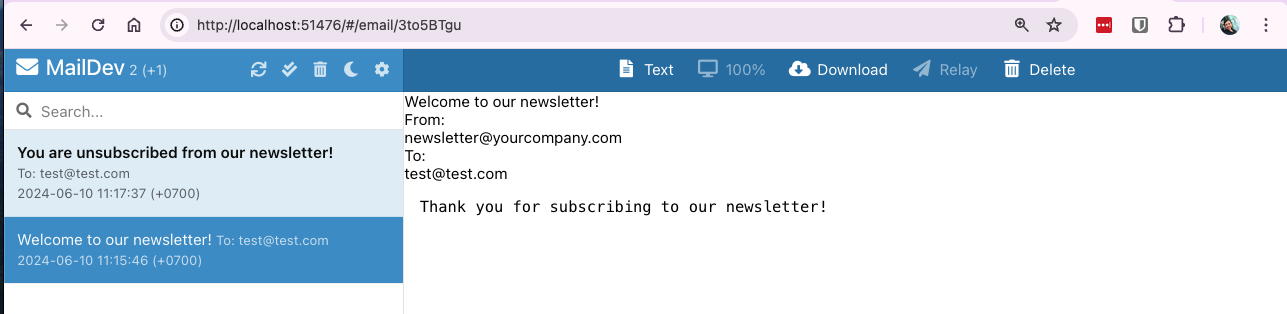 http://localhost:51476/#/email/3to5BTgu
MailDev 2 (+1)
Text 100% Download Relay Delete
Search...
You are unsubscribed from our newsletter!
To: test@test.com
2024-06-10 11:17:37 (+0700)
Welcome to our newsletter! To: test@test.com
2024-06-10 11:15:46 (+0700)
Welcome to our newsletter!
From:
newsletter@yourcompany.com
To:
test@test.com
Thank you for subscribing to our newsletter!